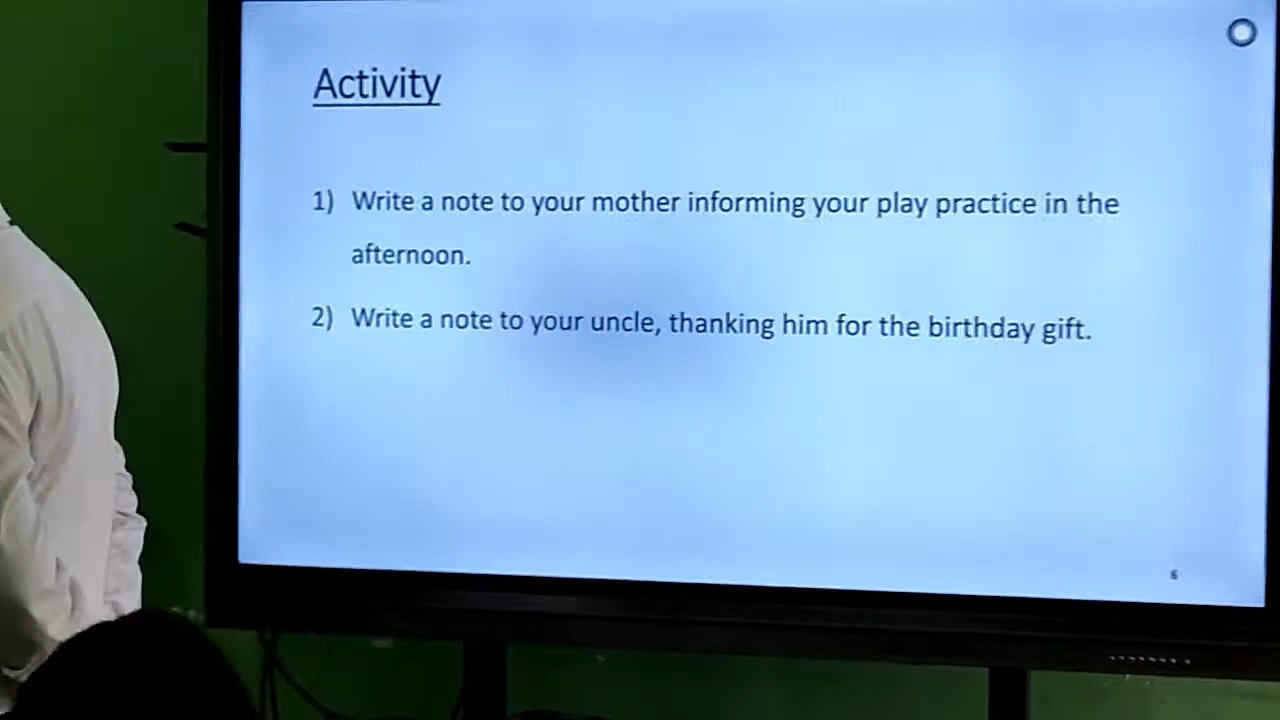 Activity
1) Write a note to your mother informing your play practice in the
afternoon.
2) Write a note to your uncle, thanking him for the birthday gift.
6